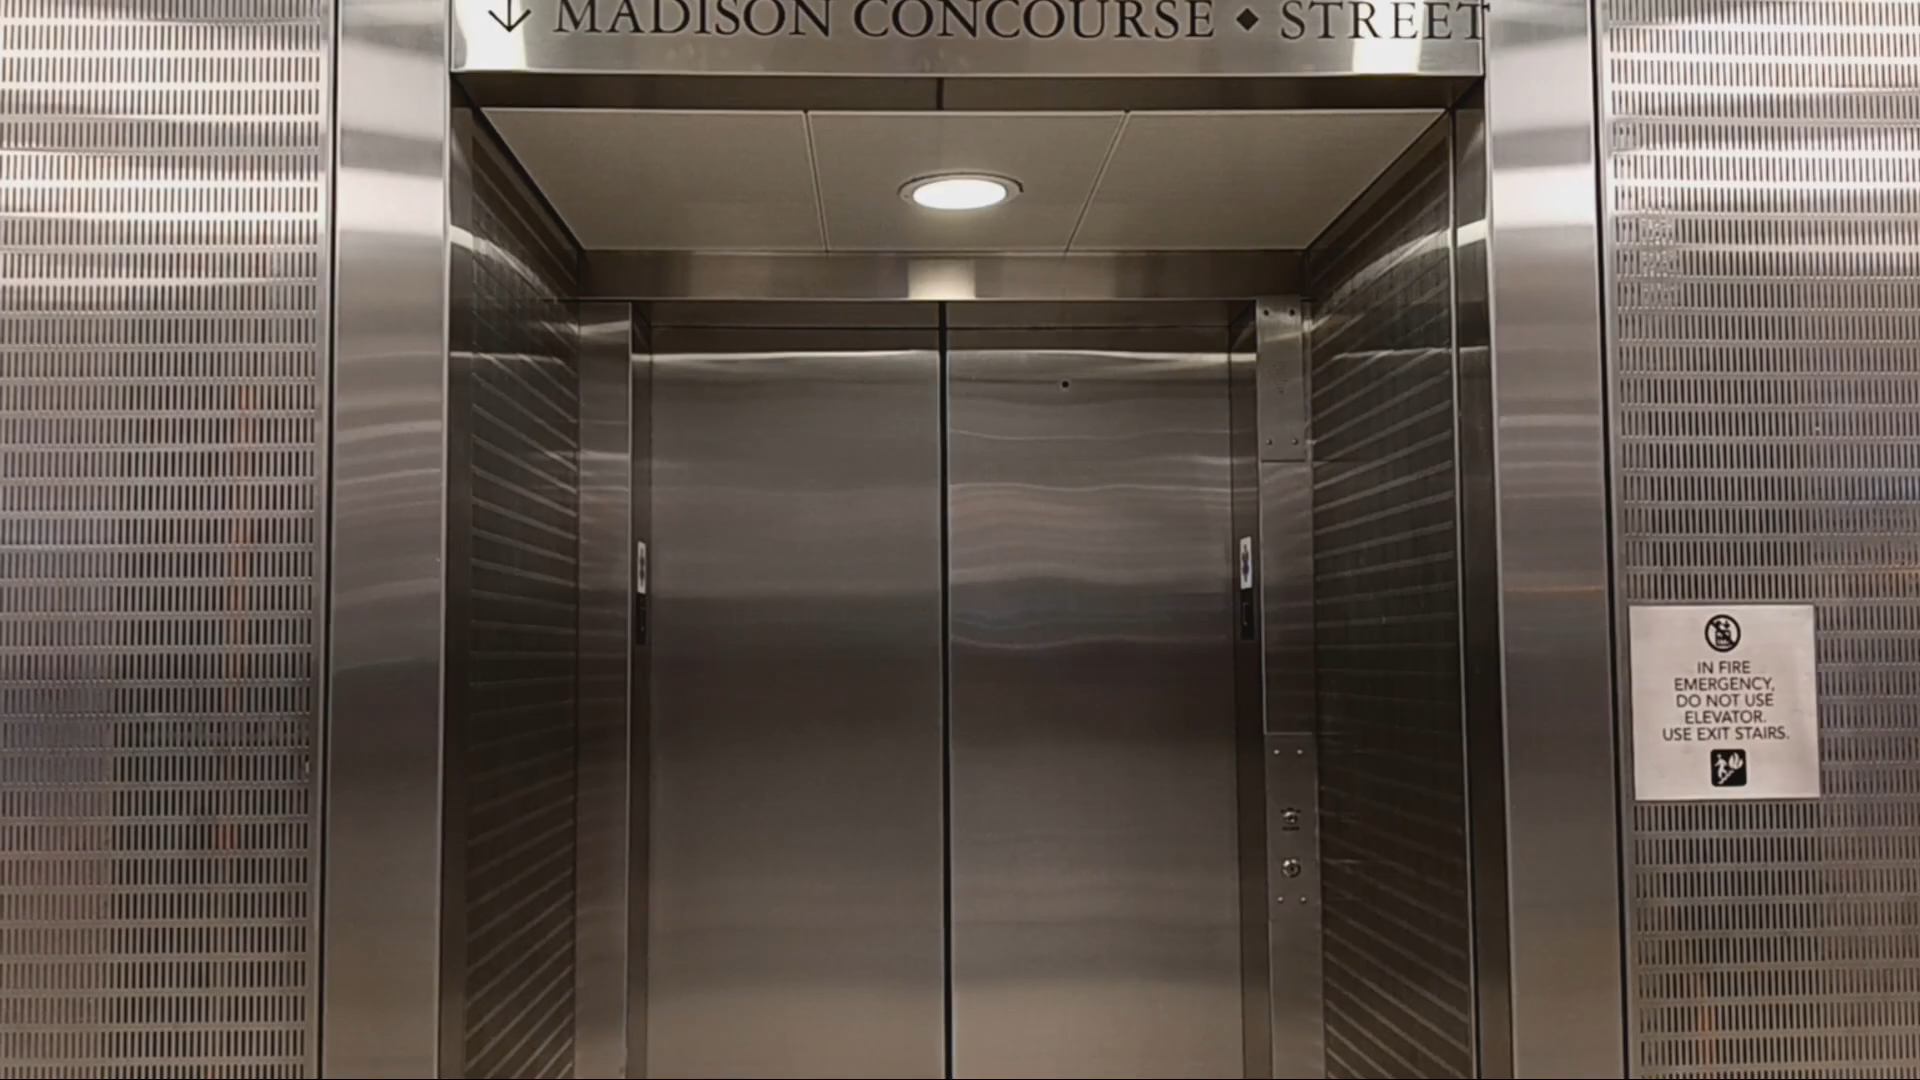 ↓ MADISON CONCOURSE ◆ STREET
IN FIRE
EMERGENCY,
DO NOT USE
ELEVATOR.
USE EXIT STAIRS.